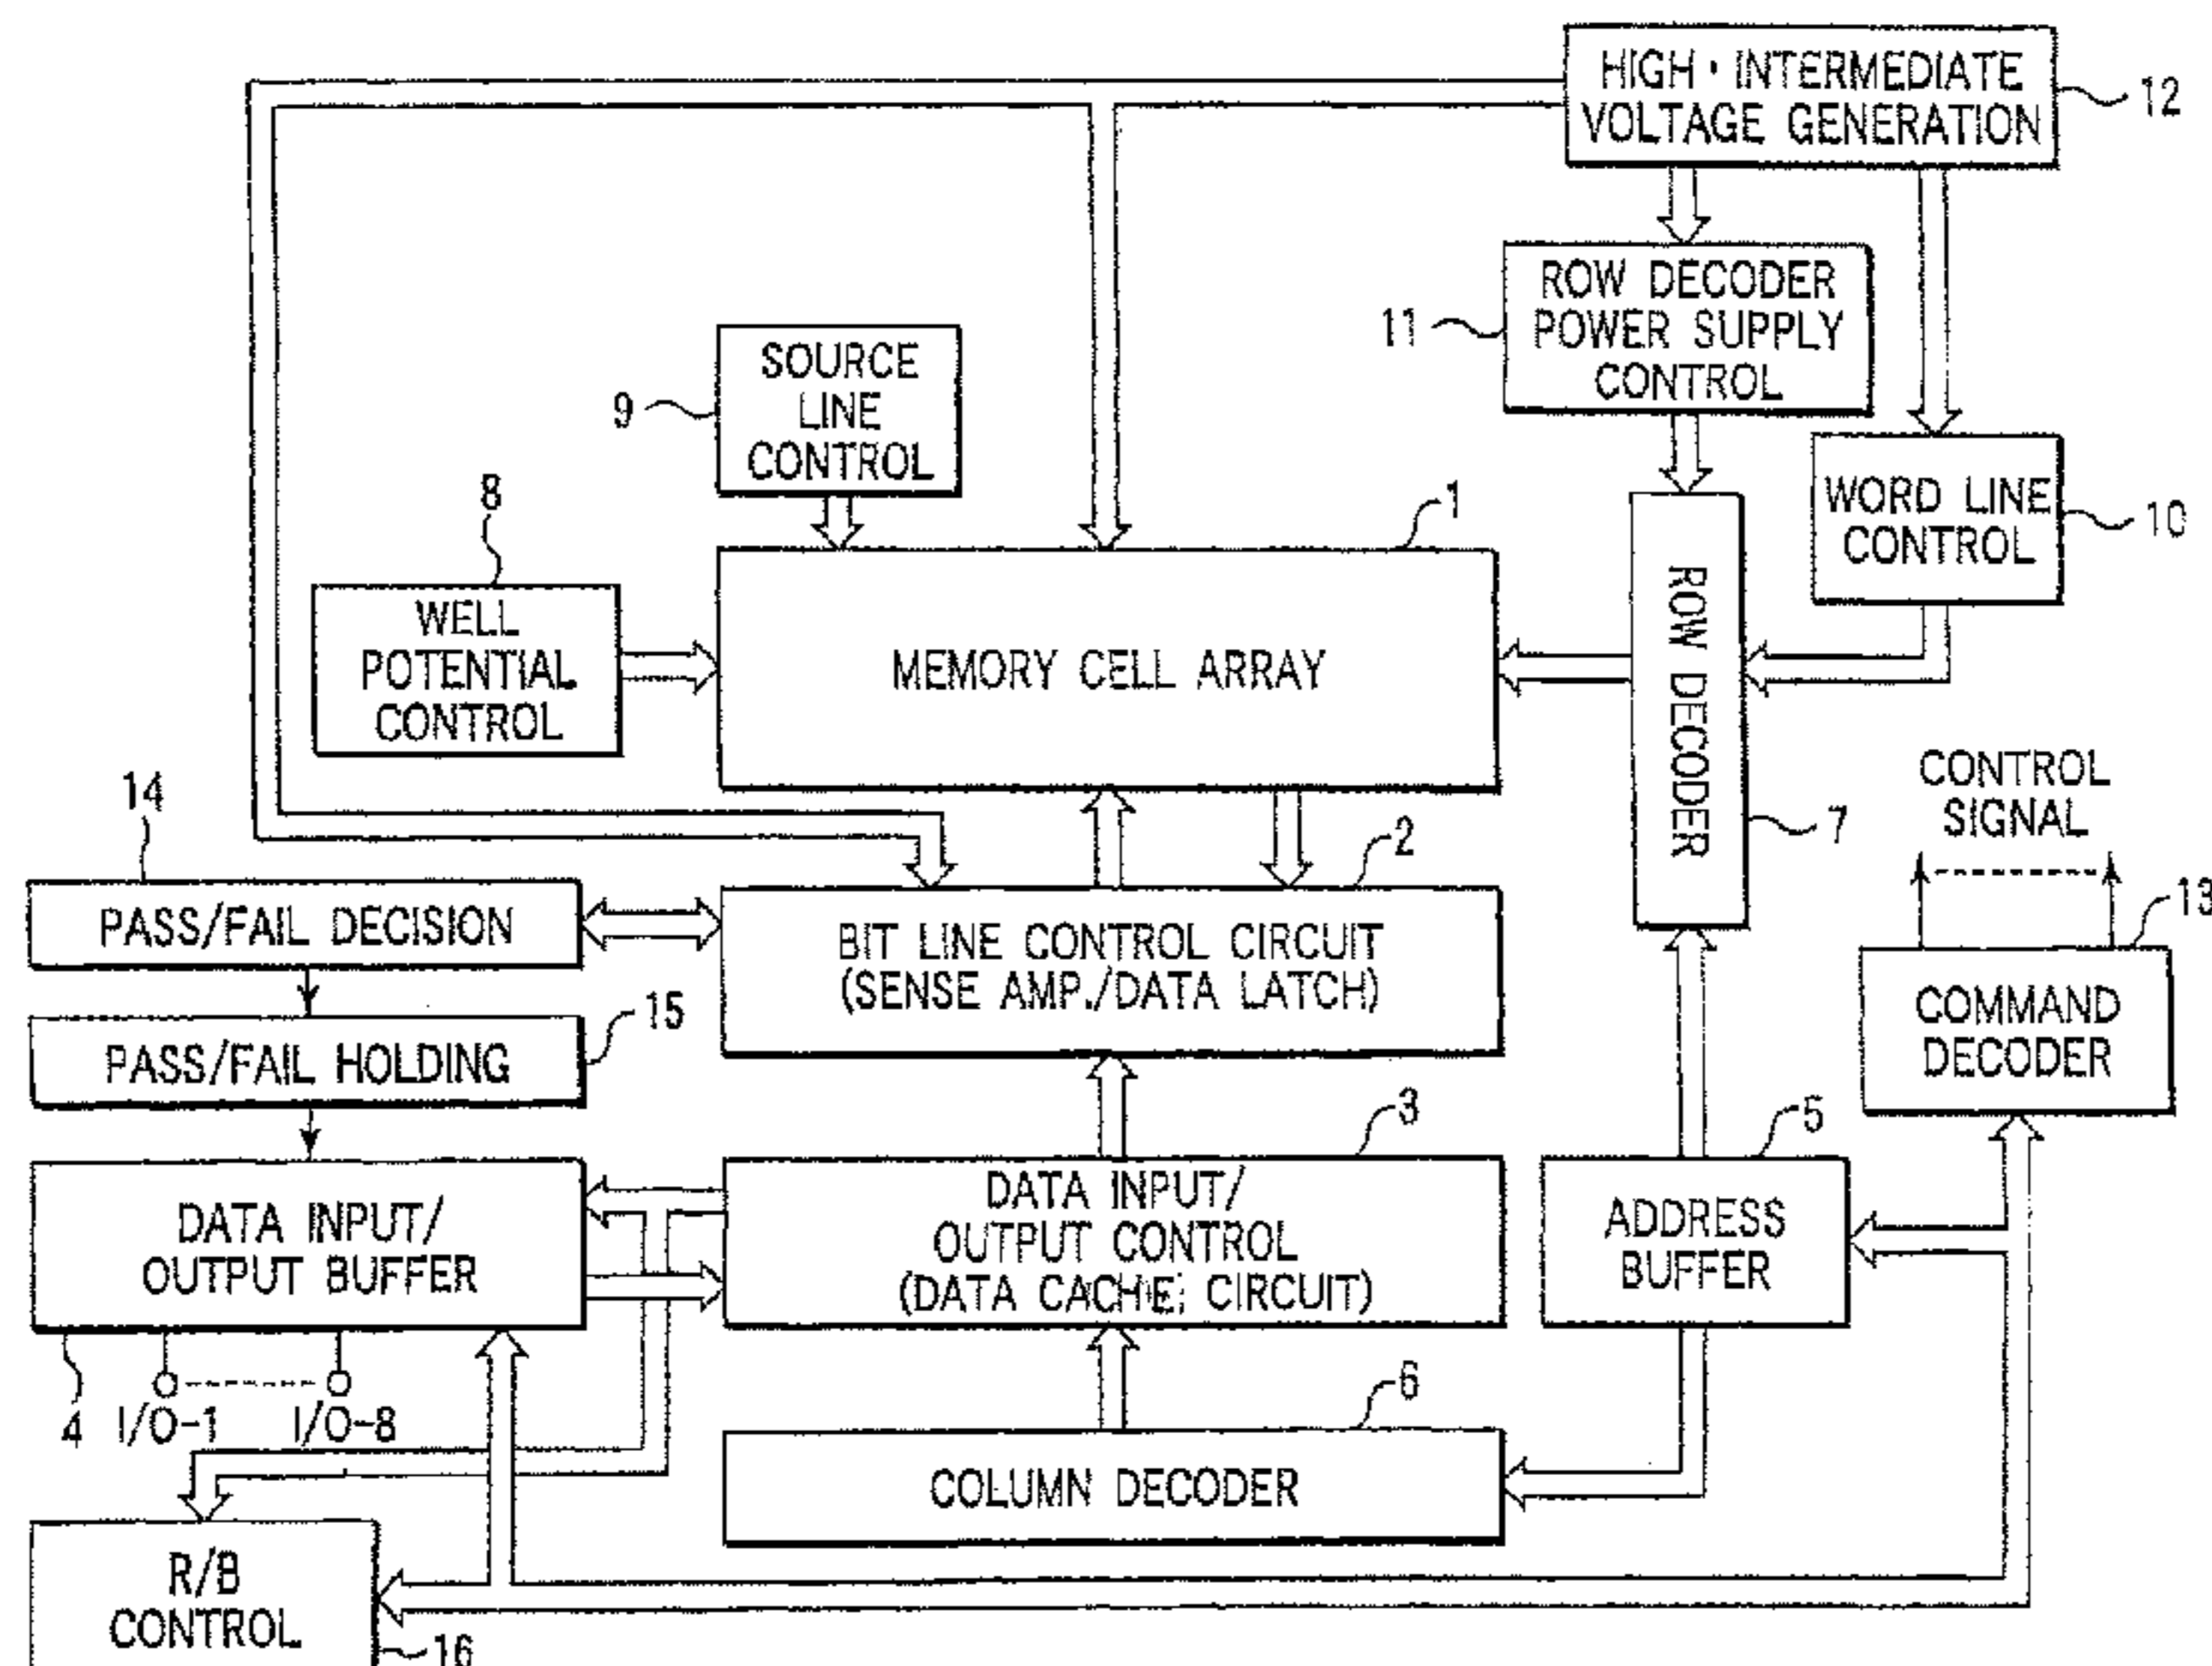 HIGH · INTERMEDIATE
VOLTAGE GENERATION
12
ROW DECODER
POWER SUPPLY
CONTROL
11
SOURCE
LINE
CONTROL
9
WORD LINE
CONTROL
10
8
WELL
POTENTIAL
CONTROL
1
MEMORY CELL ARRAY
ROW DECODER
7
CONTROL
SIGNAL
14
PASS/FAIL DECISION
2
BIT LINE CONTROL CIRCUIT
(SENSE AMP./DATA LATCH)
13
COMMAND
DECODER
PASS/FAIL HOLDING
15
3
DATA INPUT/
OUTPUT CONTROL
(DATA CACHE CIRCUIT)
5
ADDRESS
BUFFER
DATA INPUT/
OUTPUT BUFFER
4
I/O-1
I/O-8
6
COLUMN DECODER
R/B
CONTROL
16